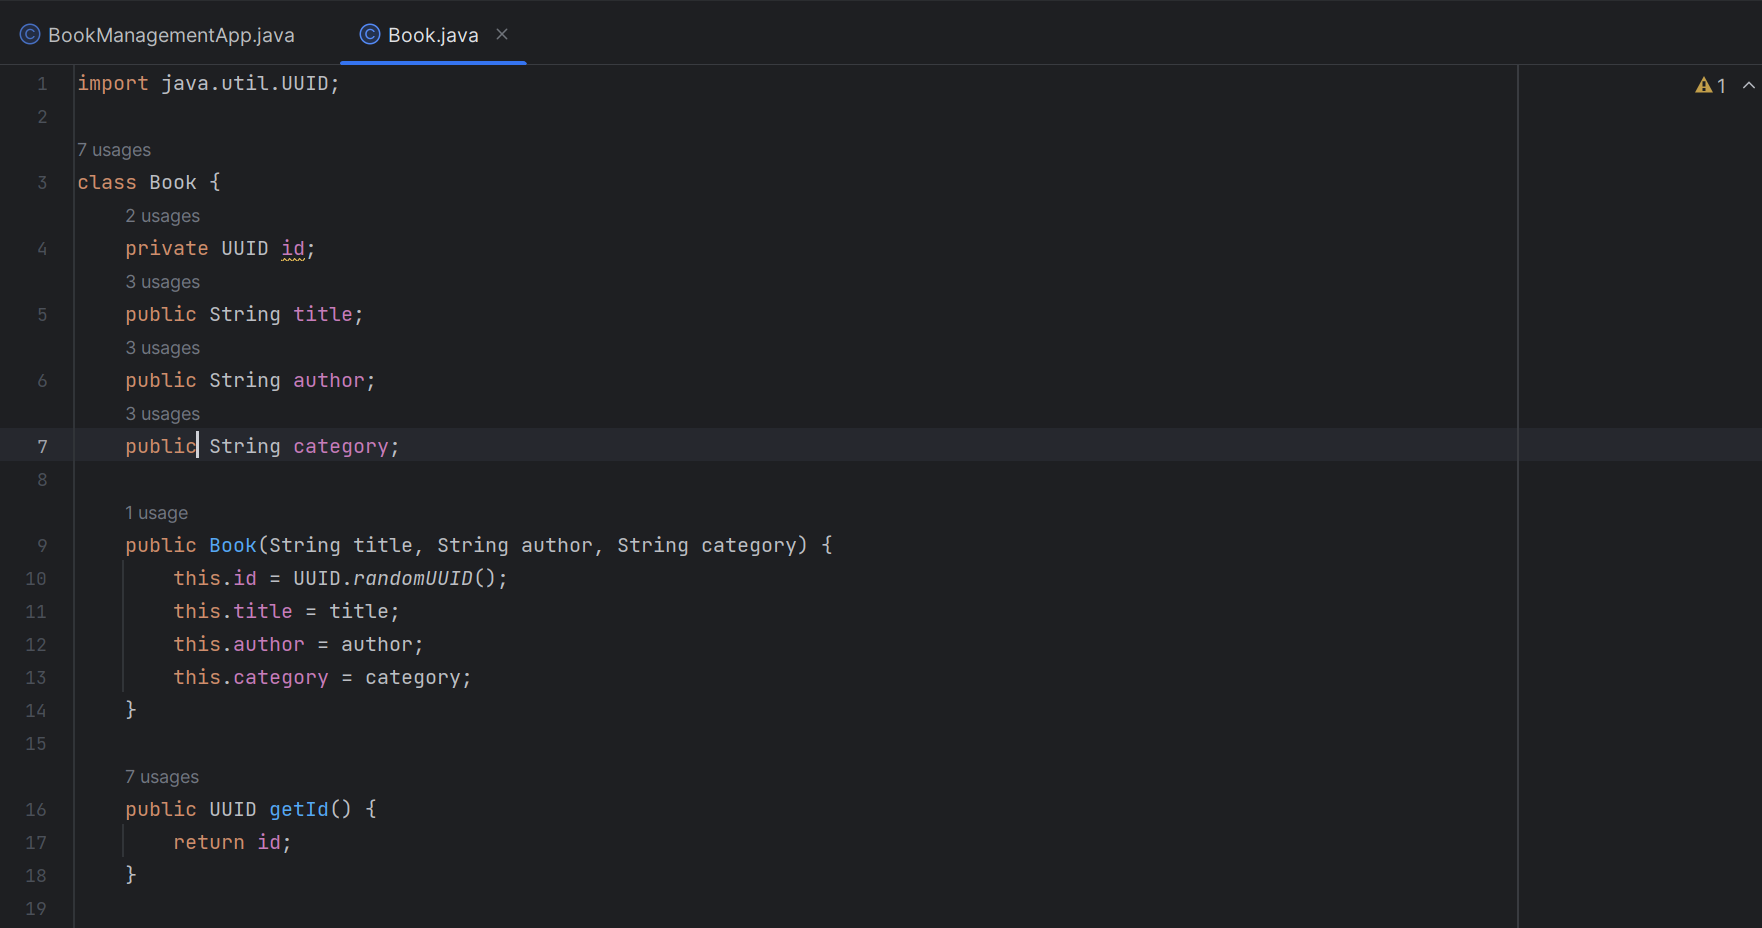 BookManagementApp.java Book.java
1 import java.util.UUID; 1
2
7 usages
3 class Book {
2 usages
4 private UUID id;
3 usages
5 public String title;
3 usages
6 public String author;
3 usages
7 public String category;
8
1 usage
9 public Book(String title, String author, String category) {
10 this.id = UUID.randomUUID();
11 this.title = title;
12 this.author = author;
13 this.category = category;
14 }
15
7 usages
16 public UUID getId() {
17 return id;
18 }
19